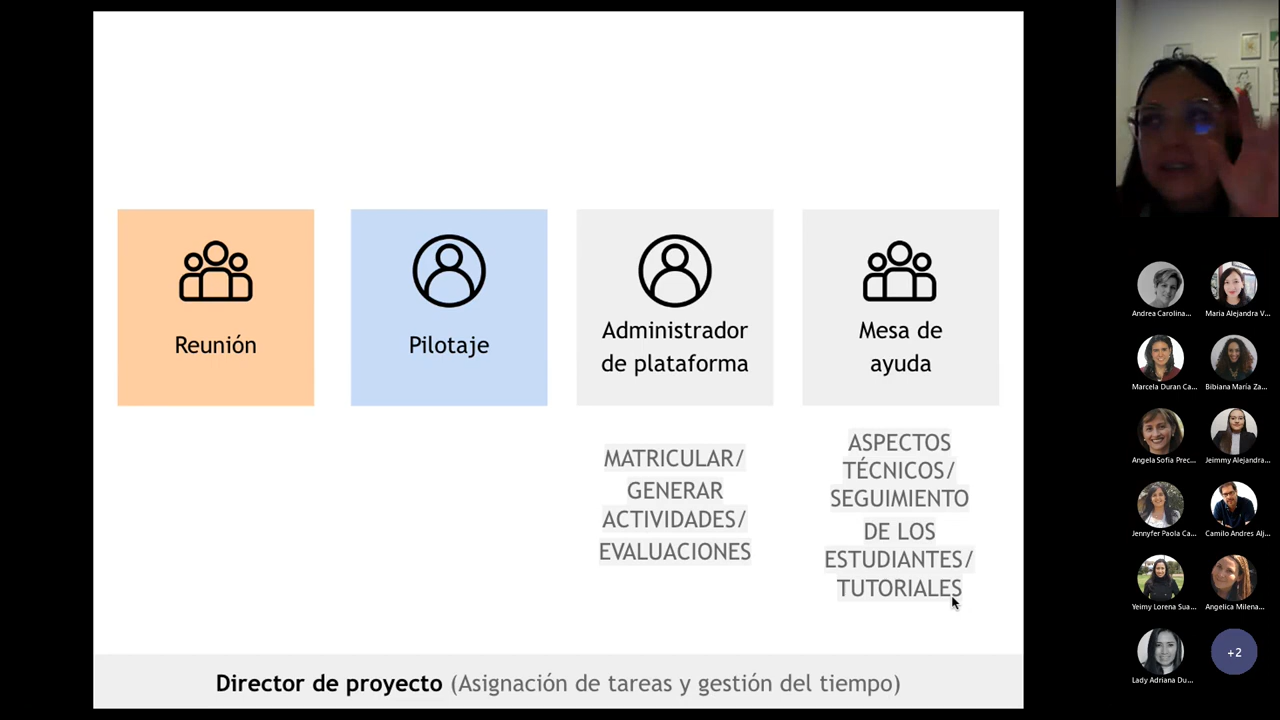 Reunión
Pilotaje
Administrador
de plataforma
Mesa de
ayuda
MATRICULAR/
GENERAR
ACTIVIDADES/
EVALUACIONES
ASPECTOS
TÉCNICOS/
SEGUIMIENTO
DE LOS
ESTUDIANTES/
TUTORIALES
Director de proyecto (Asignación de tareas y gestión del tiempo)
Andrea Carolina...
Maria Alejandra V...
Marcela Duran Ca...
Bibiana María Za...
Angela Sofia Prec...
Jeimmy Alejandra...
Jennyfer Paola Ca...
Camilo Andres Alj...
Yeimy Lorena Sua...
Angelica Milena...
Lady Adriana Du...
+2